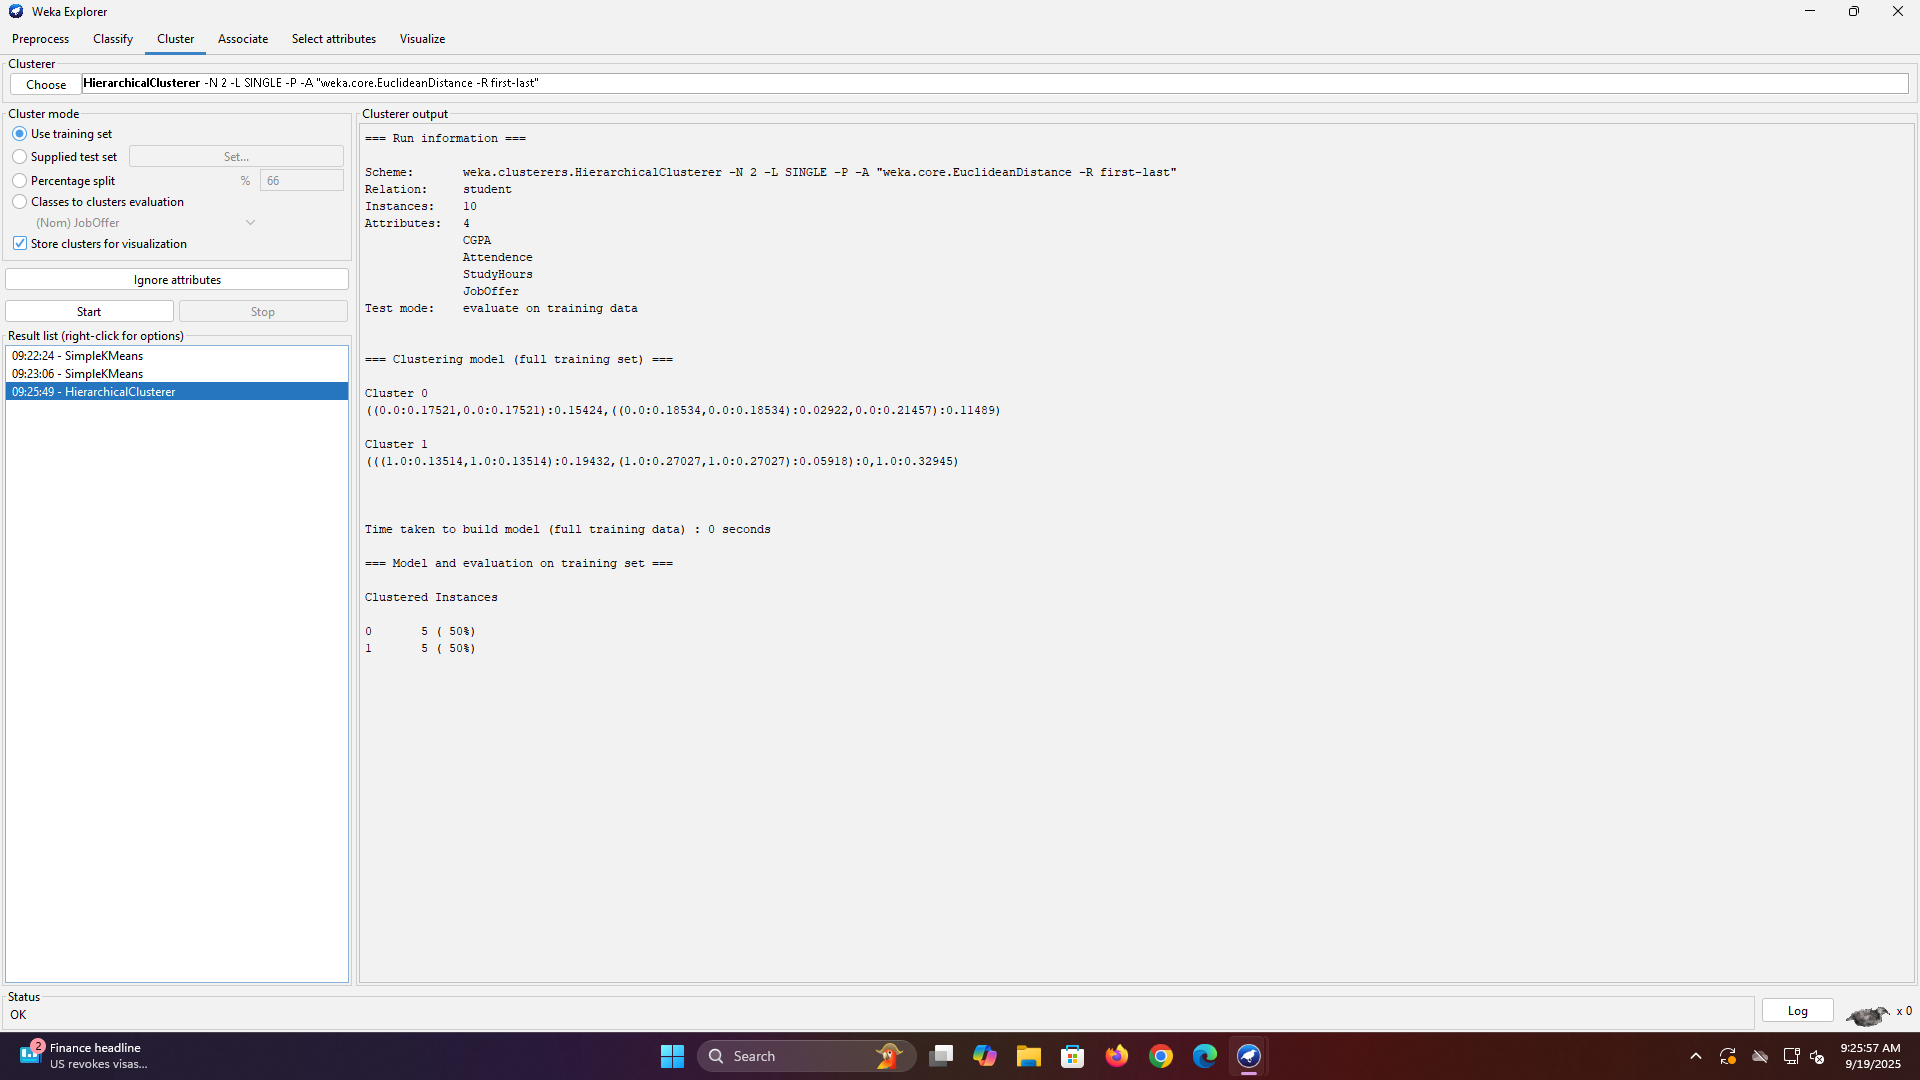 Weka Explorer
Preprocess Classify Cluster Associate Select attributes Visualize
Clusterer
Choose HierarchicalClusterer -N 2 -L SINGLE -P -A "weka.core.EuclideanDistance -R first-last"
Cluster mode
Use training set
Supplied test set Set...
Percentage split % 66
Classes to clusters evaluation
(Nom) JobOffer
Store clusters for visualization
Ignore attributes
Start Stop
Result list (right-click for options)
09:22:24 - SimpleKMeans
09:23:06 - SimpleKMeans
09:25:49 - HierarchicalClusterer
Clusterer output
=== Run information ===
Scheme: weka.clusterers.HierarchicalClusterer -N 2 -L SINGLE -P -A "weka.core.EuclideanDistance -R first-last"
Relation: student
Instances: 10
Attributes: 4
CGPA
Attendence
StudyHours
JobOffer
Test mode: evaluate on training data
=== Clustering model (full training set) ===
Cluster 0
((0.0:0.17521,0.0:0.17521):0.15424,((0.0:0.18534,0.0:0.18534):0.02922,0.0:0.21457):0.11489)
Cluster 1
(((1.0:0.13514,1.0:0.13514):0.19432,(1.0:0.27027,1.0:0.27027):0.05918):0,1.0:0.32945)
Time taken to build model (full training data) : 0 seconds
=== Model and evaluation on training set ===
Clustered Instances
0 5 ( 50%)
1 5 ( 50%)
Status
OK
Log x 0
2
Finance headline
US revokes visas...
Search
9:25:57 AM
9/19/2025